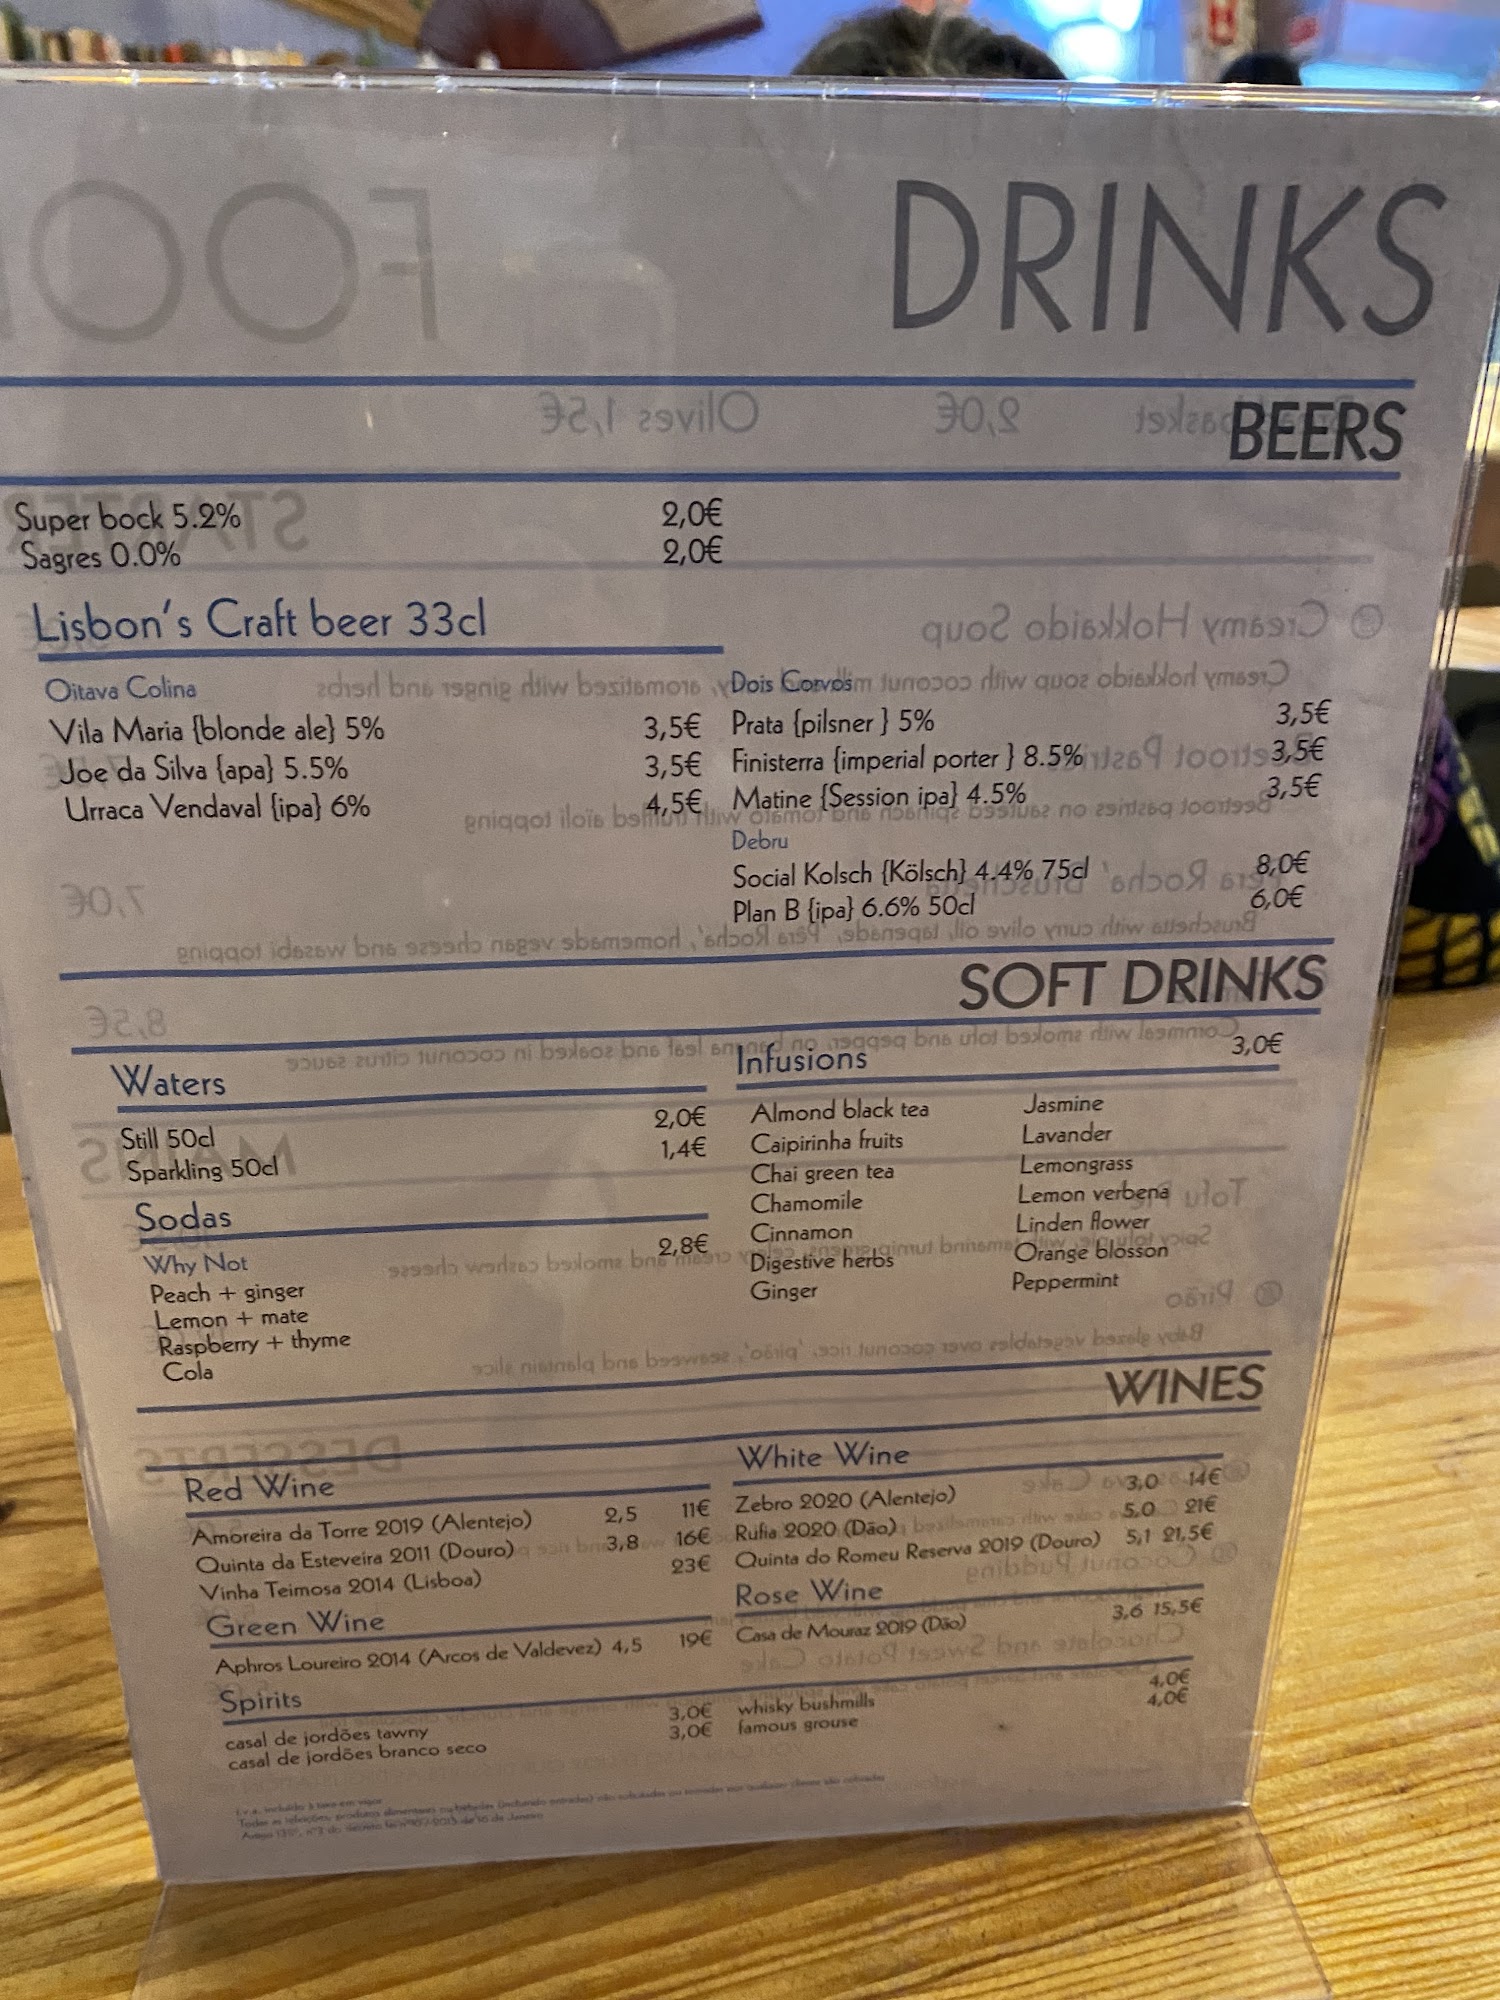 DRINKS
BEERS
Super bock 5.2% 2,0€
Sagres 0.0% 2,0€
Lisbon's Craft beer 33cl
Oitava Colina
Vila Maria {blonde ale} 5% 3,5€
Joe da Silva {apa} 5.5% 3,5€
Urraca Vendaval {ipa} 6% 4,5€
Dois Corvos
Prata {pilsner } 5% 3,5€
Finisterra {imperial porter } 8.5% 3,5€
Matine {Session ipa} 4.5% 3,5€
Debru
Social Kolsch {Kölsch} 4.4% 75cl 8,0€
Plan B {ipa} 6.6% 50cl 6,0€
SOFT DRINKS
Waters
Still 50cl 2,0€
Sparkling 50cl 1,4€
Sodas
Why Not 2,8€
Peach + ginger
Lemon + mate
Raspberry + thyme
Cola
Infusions 3,0€
Almond black tea
Caipirinha fruits
Chai green tea
Chamomile
Cinnamon
Digestive herbs
Ginger
Jasmine
Lavander
Lemongrass
Lemon verbena
Linden flower
Orange blosson
Peppermint
WINES
Red Wine
Amoreira da Torre 2019 (Alentejo) 2,5 11€
Quinta da Esteveira 2011 (Douro) 3,8 16€
Vinha Teimosa 2014 (Lisboa) 23€
Green Wine
Aphros Loureiro 2014 (Arcos de Valdevez) 4,5 19€
White Wine
Zebro 2020 (Alentejo) 3,0 14€
Rufia 2020 (Dão) 5,0 21€
Quinta do Romeu Reserva 2019 (Douro) 5,1 21,5€
Rose Wine
Casa de Mouraz 2019 (Dão) 3,6 15,5€
Spirits
casal de jordões tawny 3,0€
casal de jordões branco seco 3,0€
whisky bushmills 4,0€
famous grouse 4,0€